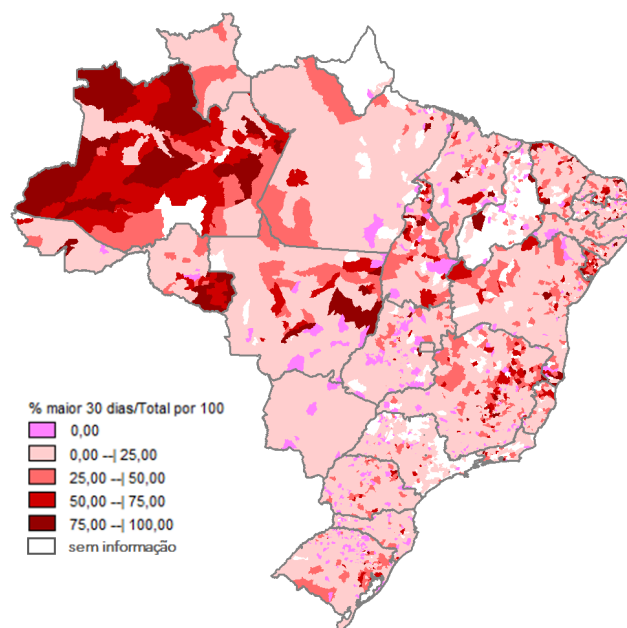 % maior 30 dias/Total por 100
0,00
0,00 --| 25,00
25,00 --| 50,00
50,00 --| 75,00
75,00 --| 100,00
sem informação